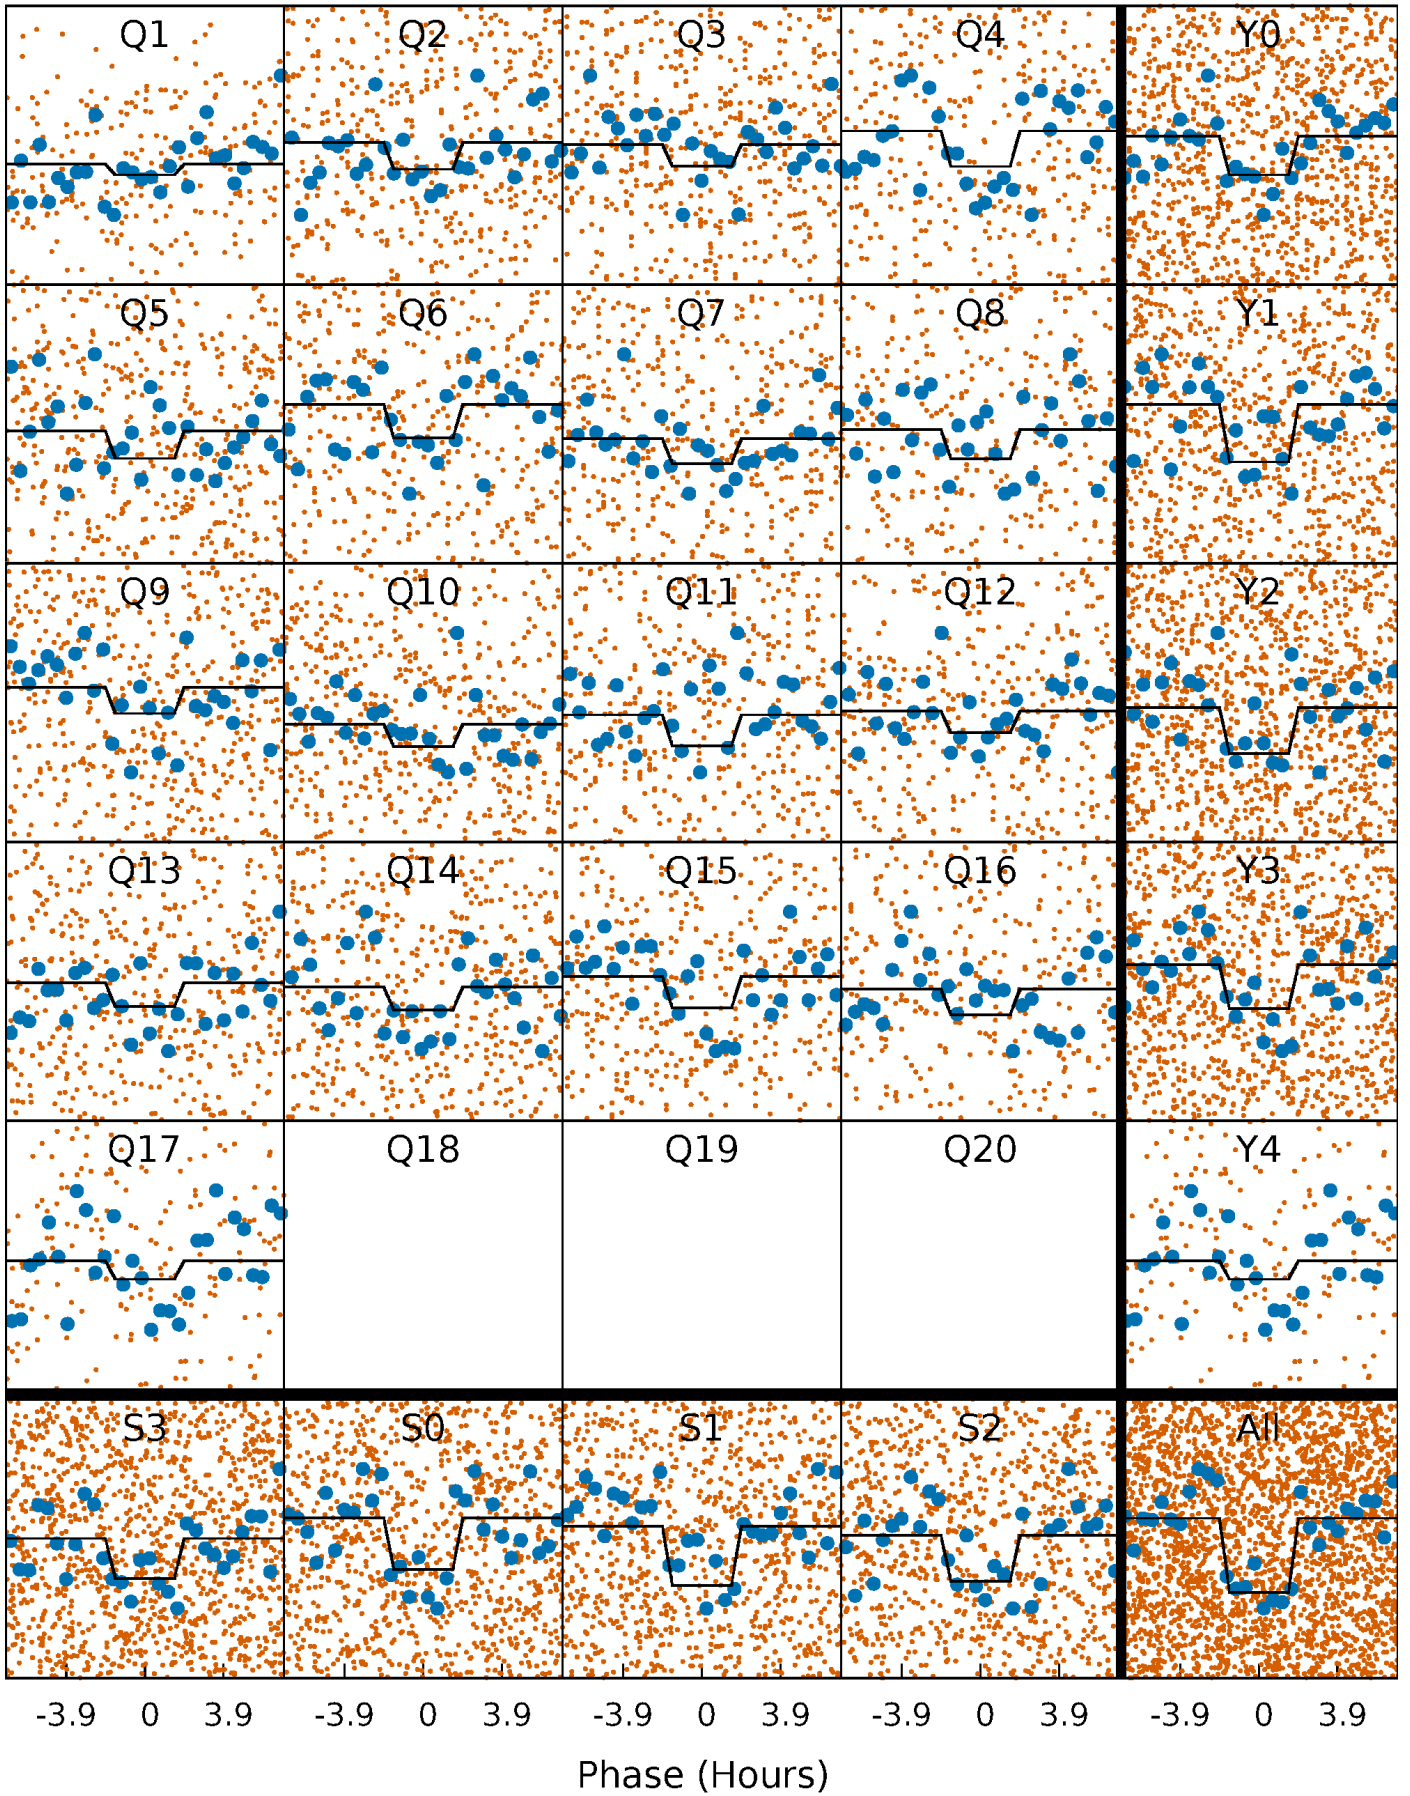 Q1 Q2 Q3 Q4 Y0
Q5 Q6 Q7 Q8 Y1
Q9 Q10 Q11 Q12 Y2
Q13 Q14 Q15 Q16 Y3
Q17 Q18 Q19 Q20 Y4
S3 S0 S1 S2 All
-3.9 0 3.9 -3.9 0 3.9 -3.9 0 3.9 -3.9 0 3.9 -3.9 0 3.9
Phase (Hours)